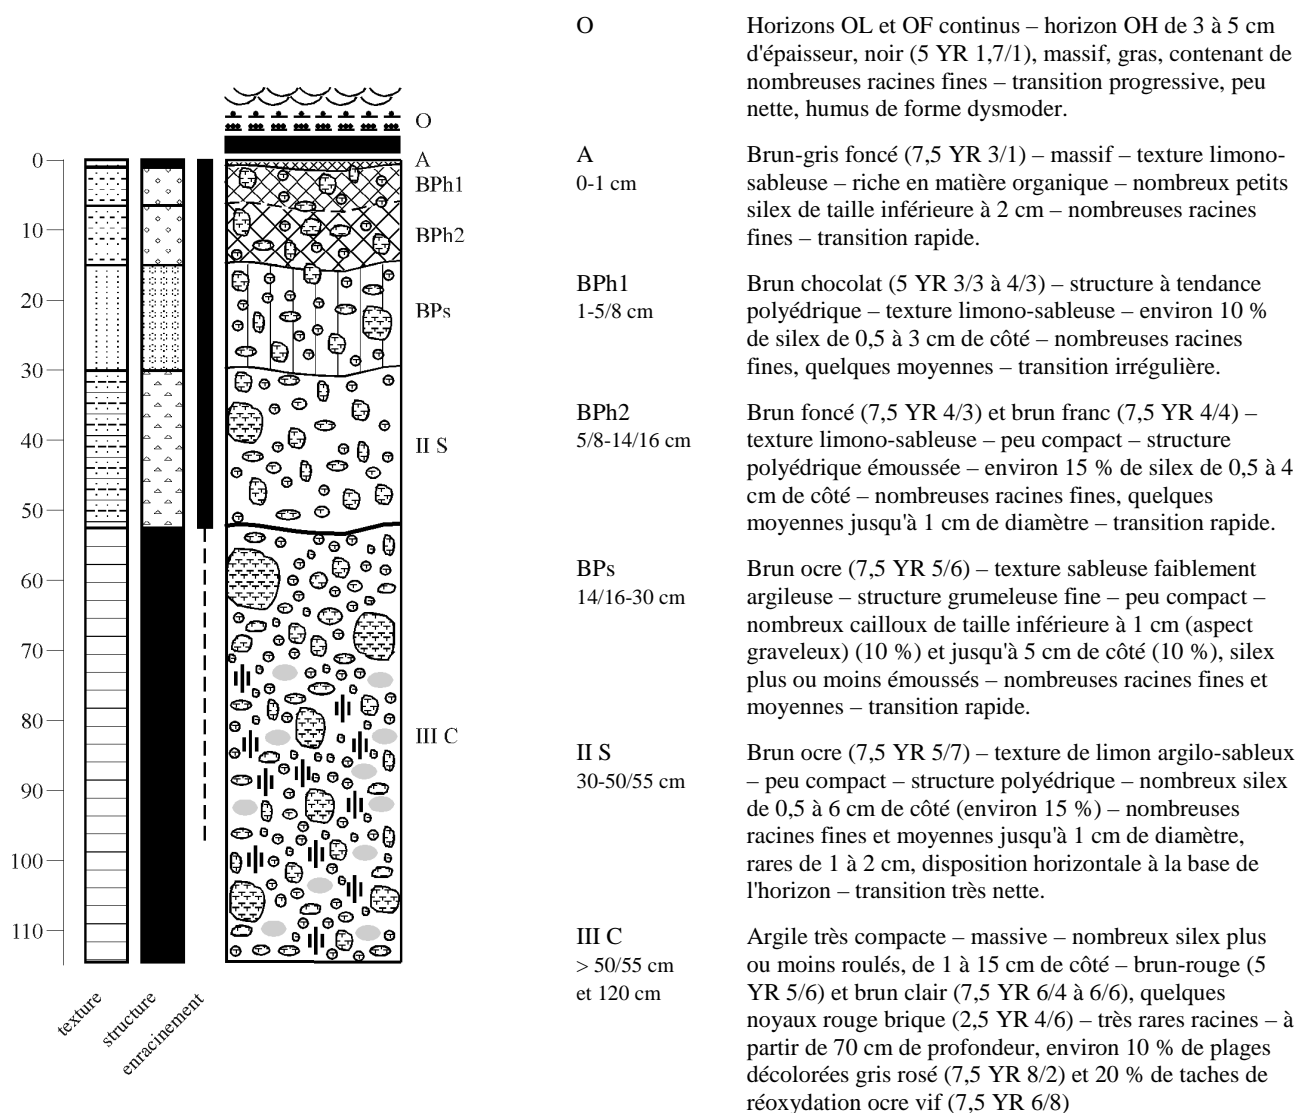 O
A
BPh1
BPh2
BPs
II S
III C
0
10
20
30
40
50
60
70
80
90
100
110
texture
structure
enracinement
O
Horizons OL et OF continus – horizon OH de 3 à 5 cm
d'épaisseur, noir (5 YR 1,7/1), massif, gras, contenant de
nombreuses racines fines – transition progressive, peu
nette, humus de forme dysmoder.
A
0-1 cm
Brun-gris foncé (7,5 YR 3/1) – massif – texture limono-
sableuse – riche en matière organique – nombreux petits
silex de taille inférieure à 2 cm – nombreuses racines
fines – transition rapide.
BPh1
1-5/8 cm
Brun chocolat (5 YR 3/3 à 4/3) – structure à tendance
polyédrique – texture limono-sableuse – environ 10 %
de silex de 0,5 à 3 cm de côté – nombreuses racines
fines, quelques moyennes – transition irrégulière.
BPh2
5/8-14/16 cm
Brun foncé (7,5 YR 4/3) et brun franc (7,5 YR 4/4) –
texture limono-sableuse – peu compact – structure
polyédrique émoussée – environ 15 % de silex de 0,5 à 4
cm de côté – nombreuses racines fines, quelques
moyennes jusqu'à 1 cm de diamètre – transition rapide.
BPs
14/16-30 cm
Brun ocre (7,5 YR 5/6) – texture sableuse faiblement
argileuse – structure grumeleuse fine – peu compact –
nombreux cailloux de taille inférieure à 1 cm (aspect
graveleux) (10 %) et jusqu'à 5 cm de côté (10 %), silex
plus ou moins émoussés – nombreuses racines fines et
moyennes – transition rapide.
II S
30-50/55 cm
Brun ocre (7,5 YR 5/7) – texture de limon argilo-sableux
– peu compact – structure polyédrique – nombreux silex
de 0,5 à 6 cm de côté (environ 15 %) – nombreuses
racines fines et moyennes jusqu'à 1 cm de diamètre,
rares de 1 à 2 cm, disposition horizontale à la base de
l'horizon – transition très nette.
III C
> 50/55 cm
et 120 cm
Argile très compacte – massive – nombreux silex plus
ou moins roulés, de 1 à 15 cm de côté – brun-rouge (5
YR 5/6) et brun clair (7,5 YR 6/4 à 6/6), quelques
noyaux rouge brique (2,5 YR 4/6) – très rares racines – à
partir de 70 cm de profondeur, environ 10 % de plages
décolorées gris rosé (7,5 YR 8/2) et 20 % de taches de
réoxydation ocre vif (7,5 YR 6/8)